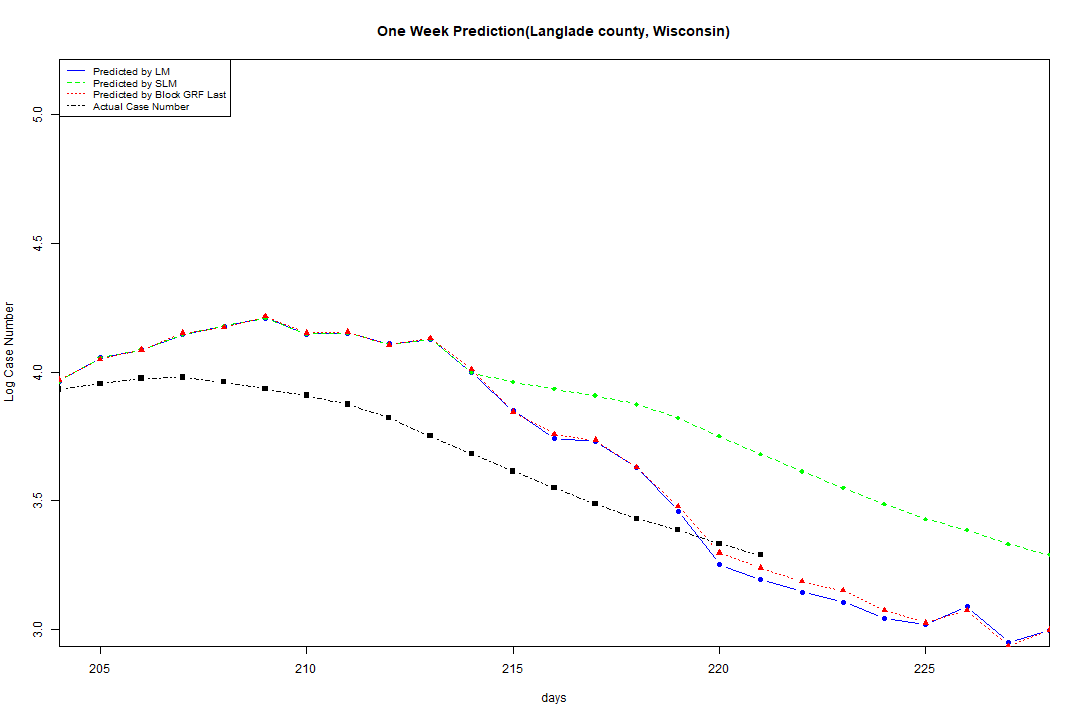 One Week Prediction(Langlade county, Wisconsin)
Predicted by LM
Predicted by SLM
Predicted by Block GRF Last
Actual Case Number
5.0
4.5
4.0
3.5
3.0
Log Case Number
205 210 215 220 225
days